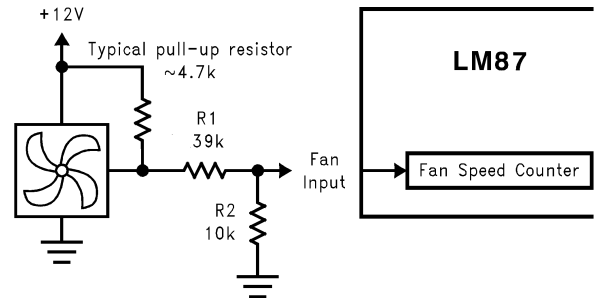 +12V
Typical pull-up resistor
~4.7k
R1
39k
Fan
Input
R2
10k
LM87
Fan Speed Counter